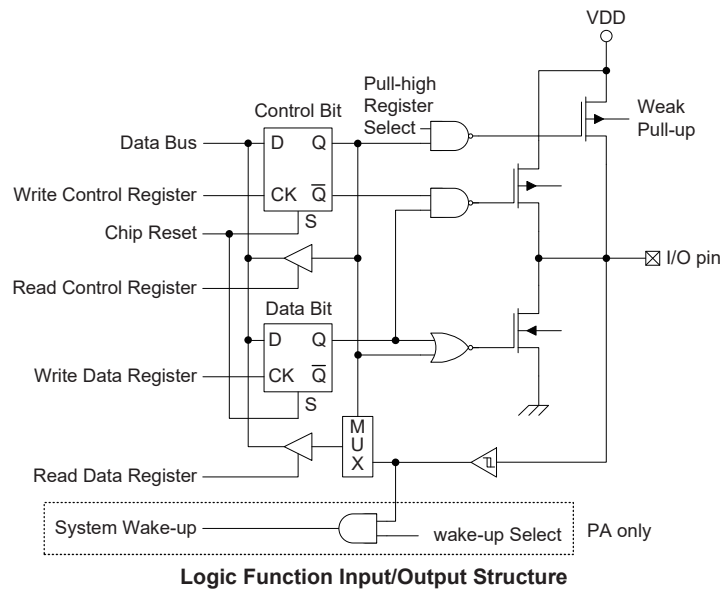 VDD
Pull-high
Register
Select
Control Bit
Weak
Pull-up
Data Bus
D Q
Write Control Register
CK Q
S
Chip Reset
I/O pin
Read Control Register
Data Bit
D Q
Write Data Register
CK Q
S
M
U
X
Read Data Register
System Wake-up
wake-up Select
PA only
Logic Function Input/Output Structure